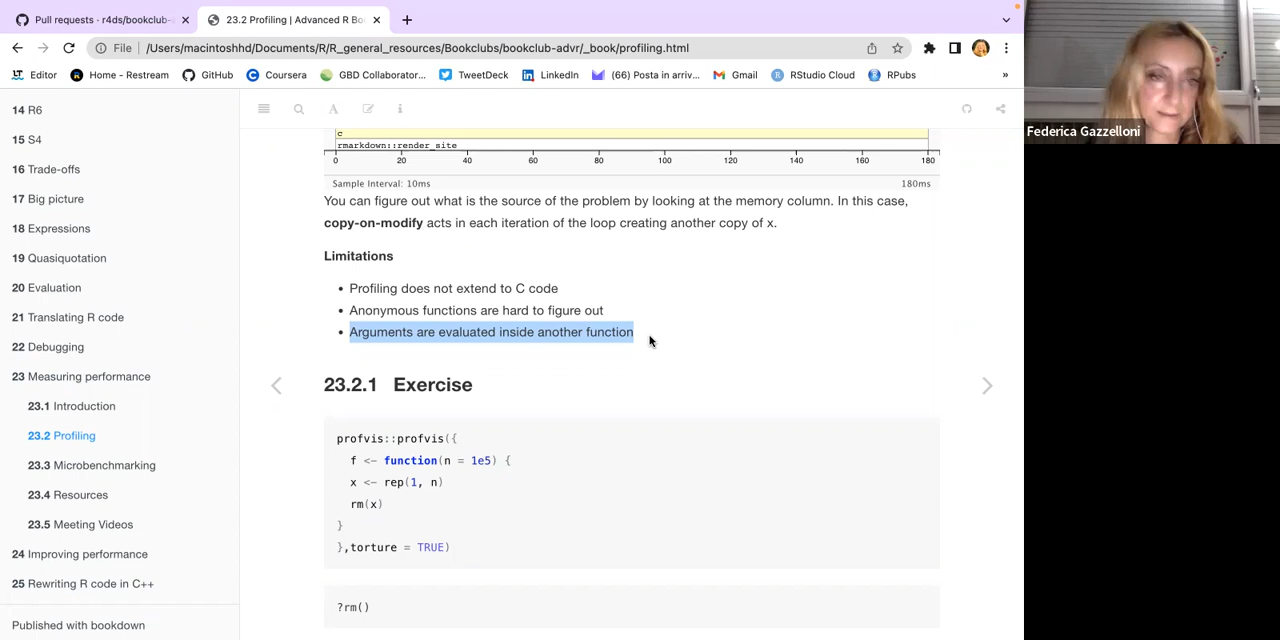 Pull requests · r4ds/bookclub-
23.2 Profiling | Advanced R Bo
File
/Users/macintoshhd/Documents/R/R_general_resources/Bookclubs/bookclub-advr/_book/profiling.html
Editor
Home - Restream
GitHub
Coursera
GBD Collaborator...
TweetDeck
LinkedIn
(66) Posta in arriv...
Gmail
RStudio Cloud
RPubs
»
14 R6
15 S4
16 Trade-offs
17 Big picture
18 Expressions
19 Quasiquotation
20 Evaluation
21 Translating R code
22 Debugging
23 Measuring performance
23.1 Introduction
23.2 Profiling
23.3 Microbenchmarking
23.4 Resources
23.5 Meeting Videos
24 Improving performance
25 Rewriting R code in C++
Published with bookdown
c
rmarkdown::render_site
0 20 40 60 80 100 120 140 160 180
Sample Interval: 10ms 180ms
You can figure out what is the source of the problem by looking at the memory column. In this case,
copy-on-modify acts in each iteration of the loop creating another copy of x.
Limitations
• Profiling does not extend to C code
• Anonymous functions are hard to figure out
• Arguments are evaluated inside another function
23.2.1 Exercise
profvis::profvis({
f <- function(n = 1e5) {
x <- rep(1, n)
rm(x)
}
},torture = TRUE)
?rm()
Federica Gazzelloni